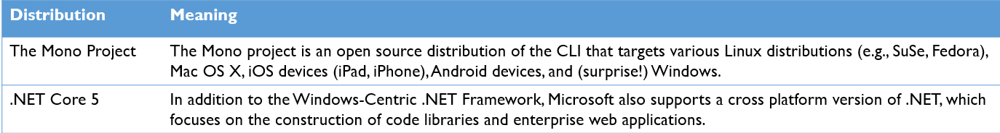 Distribution Meaning
The Mono Project The Mono project is an open source distribution of the CLI that targets various Linux distributions (e.g., SuSe, Fedora),
Mac OS X, iOS devices (iPad, iPhone), Android devices, and (surprise!) Windows.
.NET Core 5 In addition to the Windows-Centric .NET Framework, Microsoft also supports a cross platform version of .NET, which
focuses on the construction of code libraries and enterprise web applications.